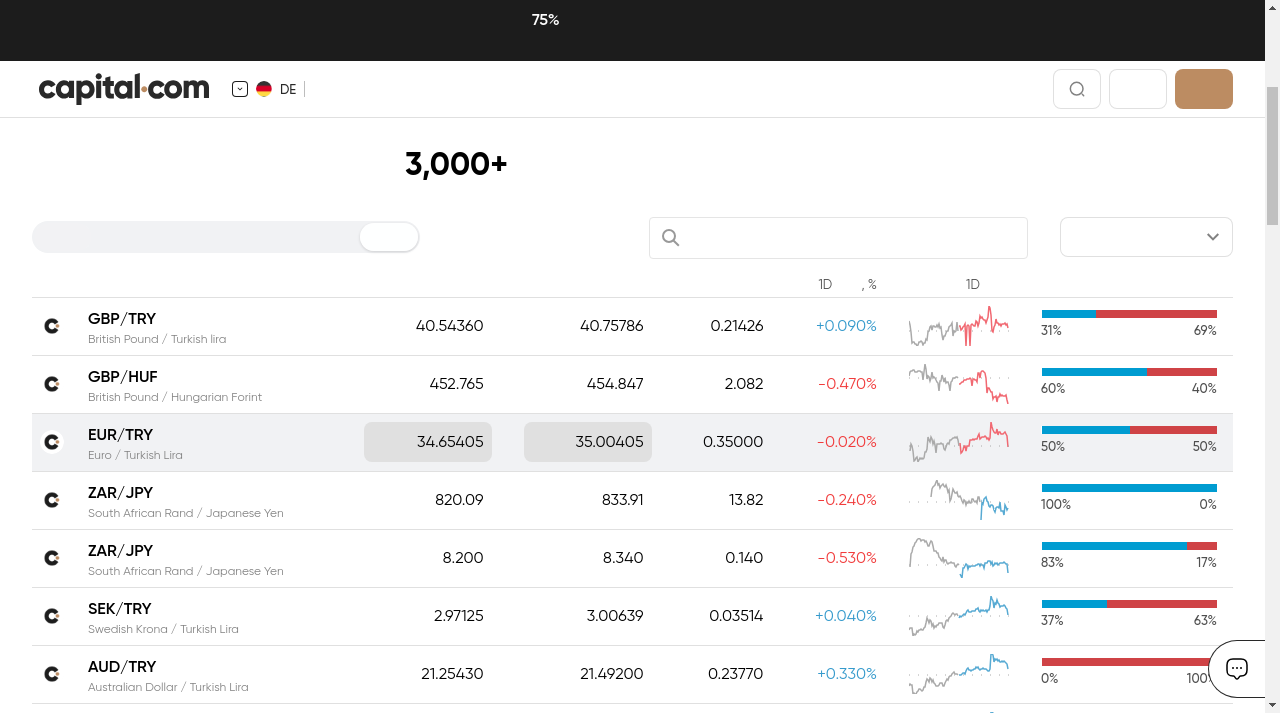 75%
capital.com
DE
3,000+
1D , % 1D
GBP/TRY 40.54360 40.75786 0.21426 +0.090%
British Pound / Turkish lira 31% 69%
GBP/HUF 452.765 454.847 2.082 -0.470%
British Pound / Hungarian Forint 60% 40%
EUR/TRY 34.65405 35.00405 0.35000 -0.020%
Euro / Turkish Lira 50% 50%
ZAR/JPY 820.09 833.91 13.82 -0.240%
South African Rand / Japanese Yen 100% 0%
ZAR/JPY 8.200 8.340 0.140 -0.530%
South African Rand / Japanese Yen 83% 17%
SEK/TRY 2.97125 3.00639 0.03514 +0.040%
Swedish Krona / Turkish Lira 37% 63%
AUD/TRY 21.25430 21.49200 0.23770 +0.330%
Australian Dollar / Turkish Lira 0% 100%